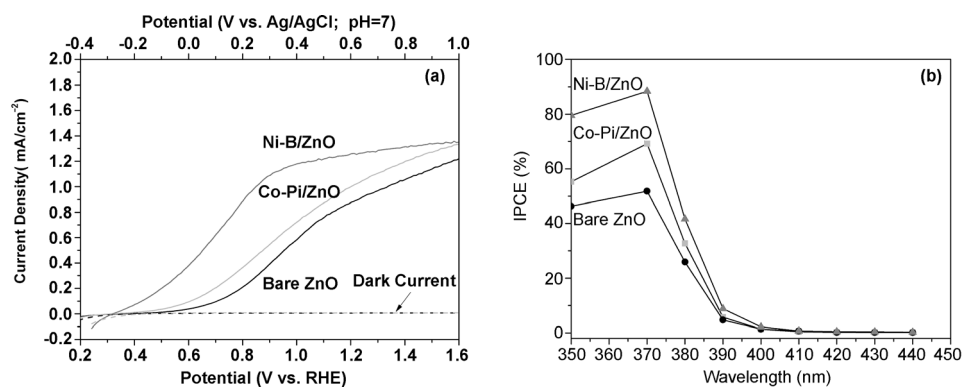 Potential (V vs. Ag/AgCl; pH=7)
-0.4 -0.2 0.0 0.2 0.4 0.6 0.8 1.0
2.0
1.8
1.6
1.4
1.2
1.0
0.8
0.6
0.4
0.2
0.0
-0.2
Current Density( mA/cm⁻²)
(a)
Ni-B/ZnO
Co-Pi/ZnO
Bare ZnO
Dark Current
0.2 0.4 0.6 0.8 1.0 1.2 1.4 1.6
Potential (V vs. RHE)
100
80
60
40
20
0
IPCE (%)
(b)
Ni-B/ZnO
Co-Pi/ZnO
Bare ZnO
350 360 370 380 390 400 410 420 430 440 450
Wavelength (nm)